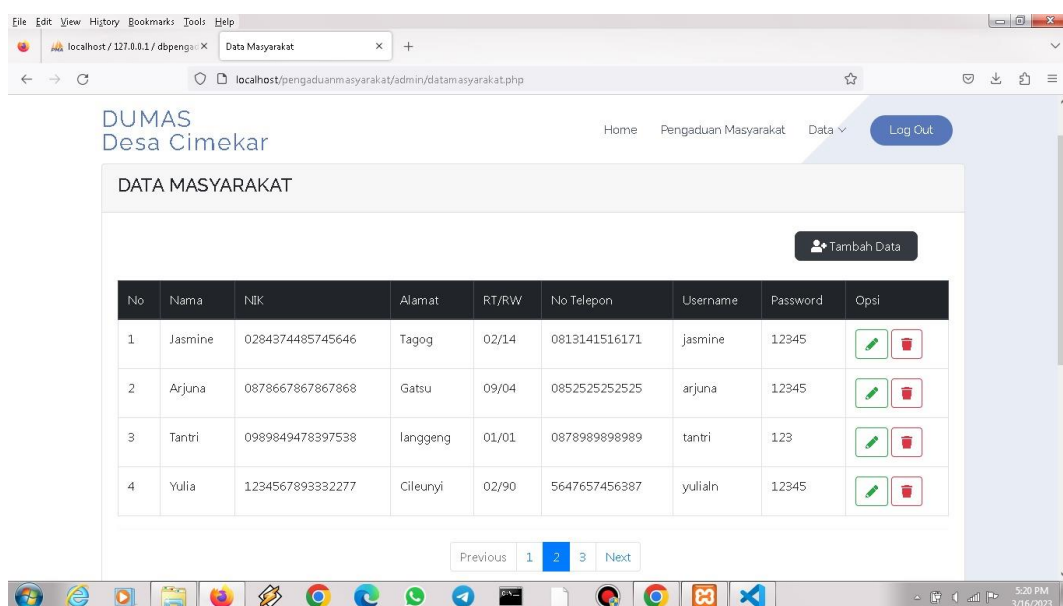 File Edit View History Bookmarks Tools Help
localhost / 127.0.0.1 / dbpengad
Data Masyarakat
localhost/pengaduanmasyarakat/admin/datamasyarakat.php
DUMAS
Desa Cimekar
Home Pengaduan Masyarakat Data Log Out
DATA MASYARAKAT
Tambah Data
No Nama NIK Alamat RT/RW No Telepon Username Password Opsi
1 Jasmine 0284374485745646 Tagog 02/14 0813141516171 jasmine 12345
2 Arjuna 0878667867867868 Gatsu 09/04 0852525252525 arjuna 12345
3 Tantri 0989849478397538 langgeng 01/01 0878989898989 tantri 123
4 Yulia 1234567893332277 Cileunyi 02/90 5647657456387 yulialn 12345
Previous 1 2 3 Next
5:20 PM
3/16/2023